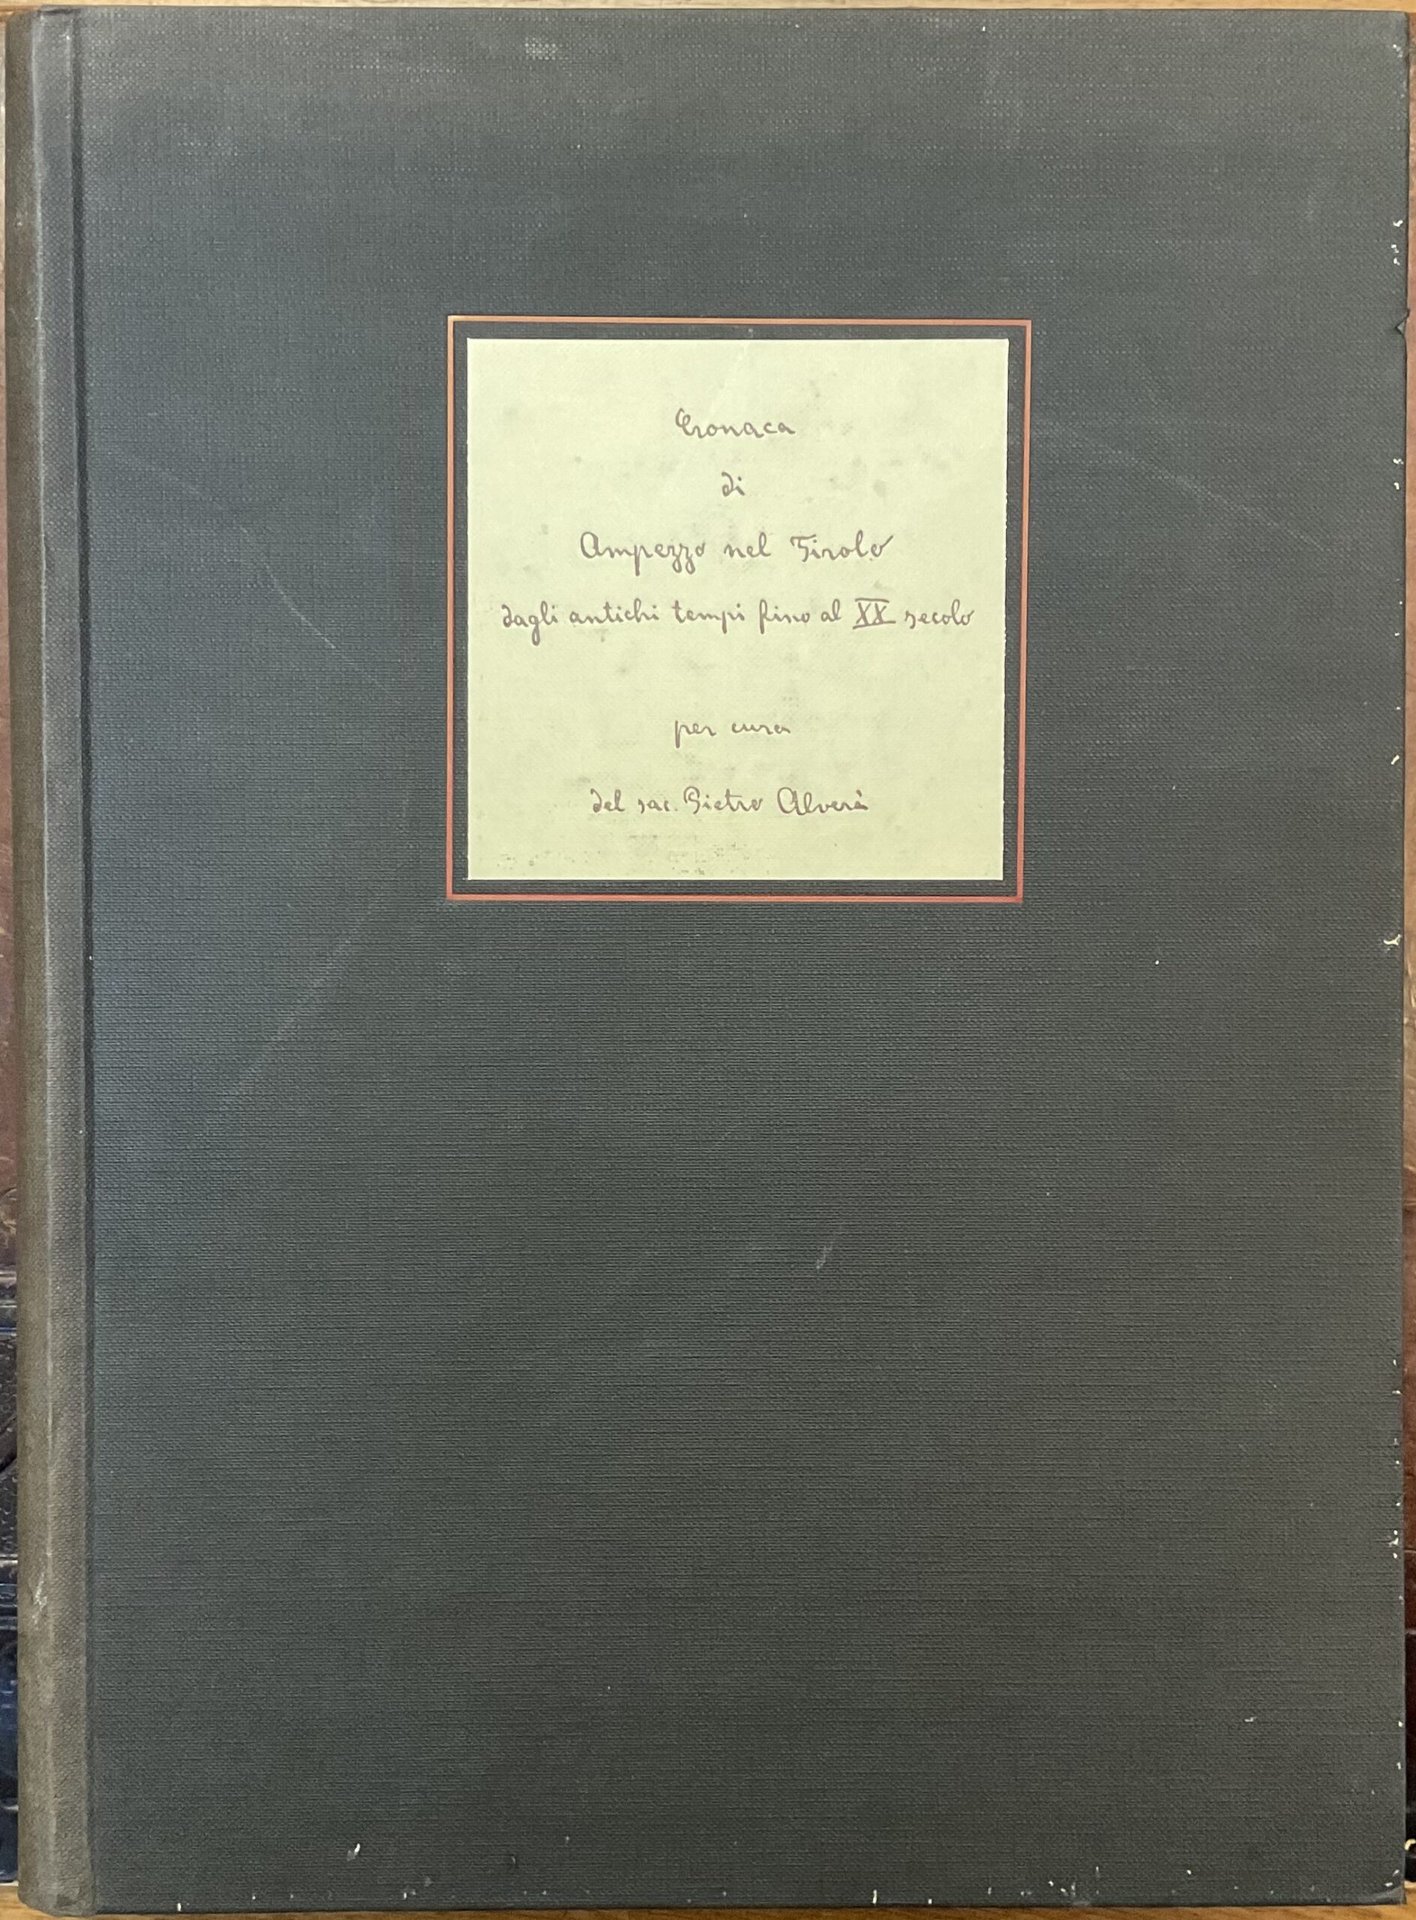 Cronaca
di
Ampezzo nel Tirolo
dagli antichi tempi fino al XX secolo
per cura
del sac. Pietro Alverà